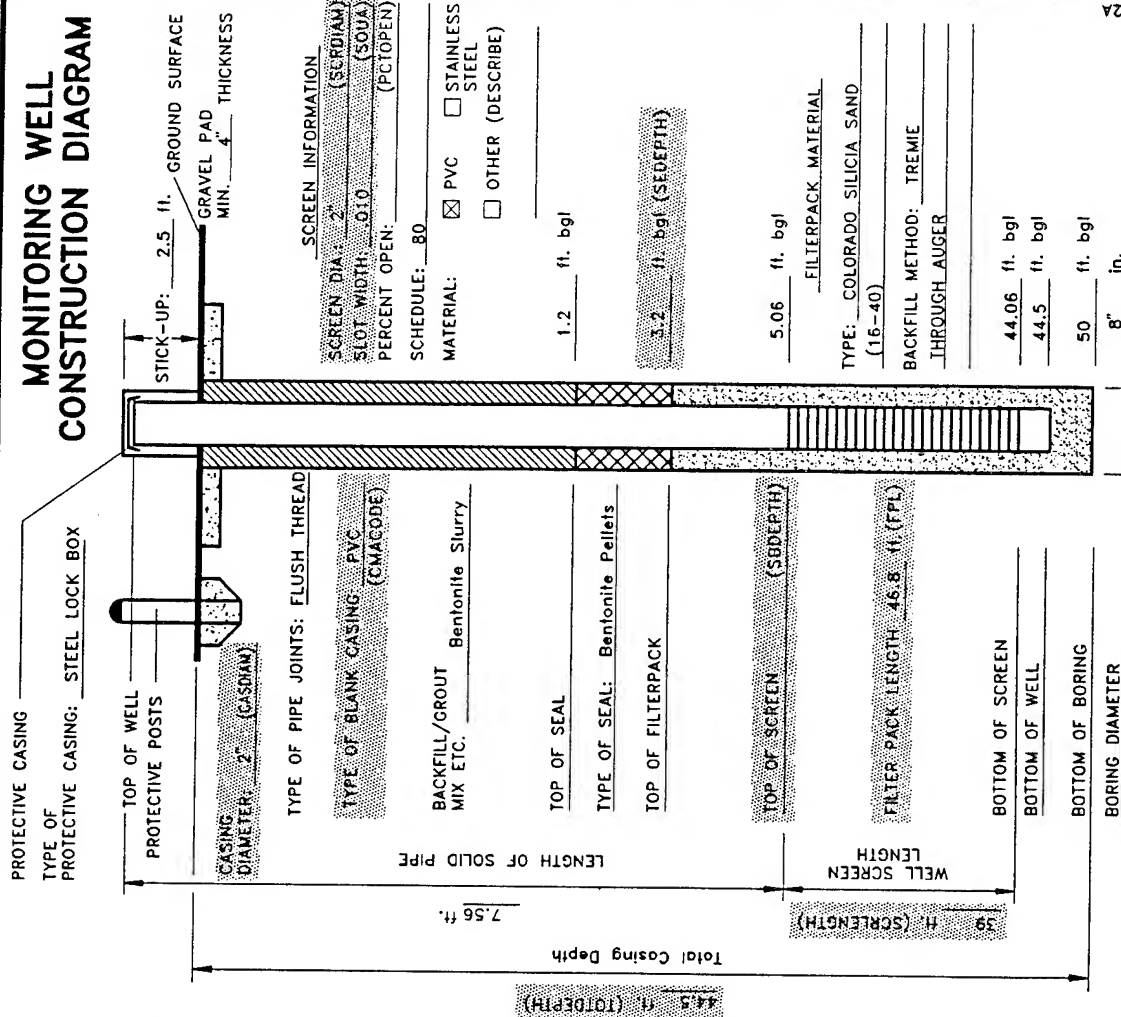 MONITORING WELL
CONSTRUCTION DIAGRAM
PROTECTIVE CASING
TYPE OF
PROTECTIVE CASING: STEEL LOCK BOX
TOP OF WELL
PROTECTIVE POSTS
STICK-UP: 2.5 ft.
GROUND SURFACE
GRAVEL PAD
MIN. 4" THICKNESS
CASING
DIAMETER: 2" (CASDIAM)
TYPE OF PIPE JOINTS: FLUSH THREAD
TYPE OF BLANK CASING: PVC
(CMACODE)
BACKFILL/GROUT
MIX ETC. Bentonite Slurry
TOP OF SEAL
TYPE OF SEAL: Bentonite Pellets
TOP OF FILTERPACK
TOP OF SCREEN (SBDEPTH)
FILTER PACK LENGTH 46.8 ft. (FPL)
BOTTOM OF SCREEN
BOTTOM OF WELL
BOTTOM OF BORING
BORING DIAMETER
SCREEN INFORMATION
SCREEN DIA: 2" (SCRDIAM)
SLOT WIDTH: .010 (SOUA)
PERCENT OPEN: (PCTOPEN)
SCHEDULE: 80
MATERIAL: ☒ PVC ☐ STAINLESS
STEEL
☐ OTHER (DESCRIBE)
1.2 ft. bgl
3.2 ft. bgl (SEDEPTH)
5.06 ft. bgl
FILTERPACK MATERIAL
TYPE: COLORADO SILICIA SAND
(16-40)
BACKFILL METHOD: TREMIE
THROUGH AUGER
44.06 ft. bgl
44.5 ft. bgl
50 ft. bgl
8" in.
LENGTH OF SOLID PIPE
7.56 ft.
WELL SCREEN
LENGTH
39 ft. (SCRLENGTH)
Total Casing Depth
44.5 ft. (TOTDEPTH)